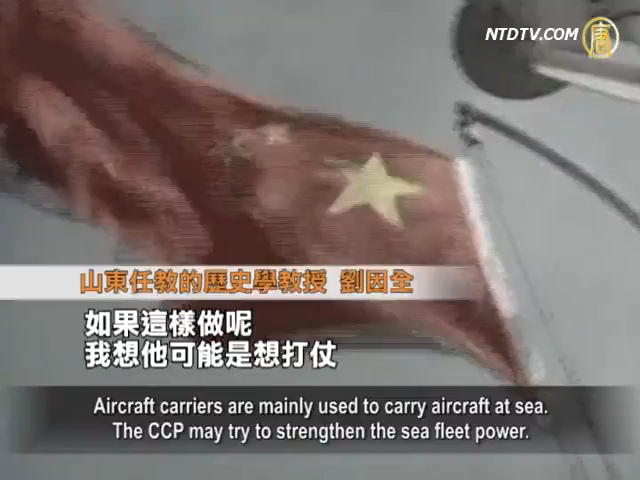 NTDTV.COM
唐
山東任教的歷史學教授 劉因全
如果這樣做呢
我想他可能是想打仗
Aircraft carriers are mainly used to carry aircraft at sea.
The CCP may try to strengthen the sea fleet power.